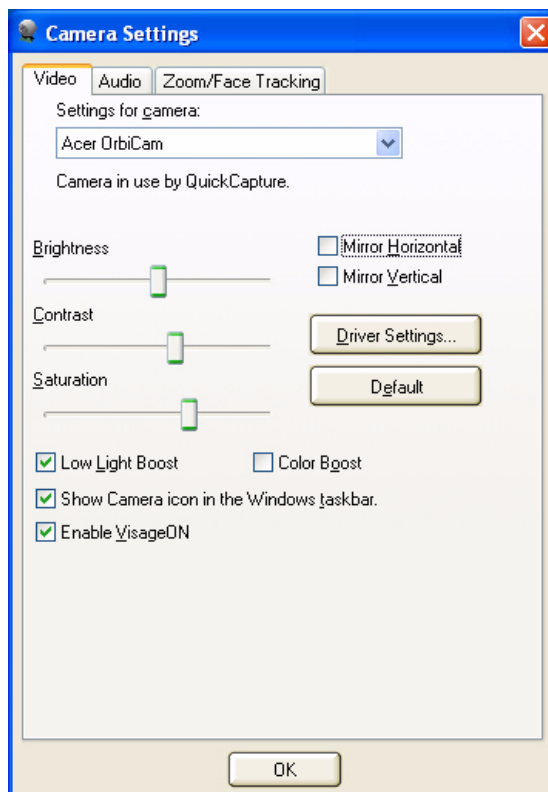 Camera Settings
Video Audio Zoom/Face Tracking
Settings for camera:
Acer OrbiCam
Camera in use by QuickCapture.
Brightness
Mirror Horizontal
Mirror Vertical
Contrast
Driver Settings...
Saturation
Default
Low Light Boost
Color Boost
Show Camera icon in the Windows taskbar.
Enable VisageON
OK